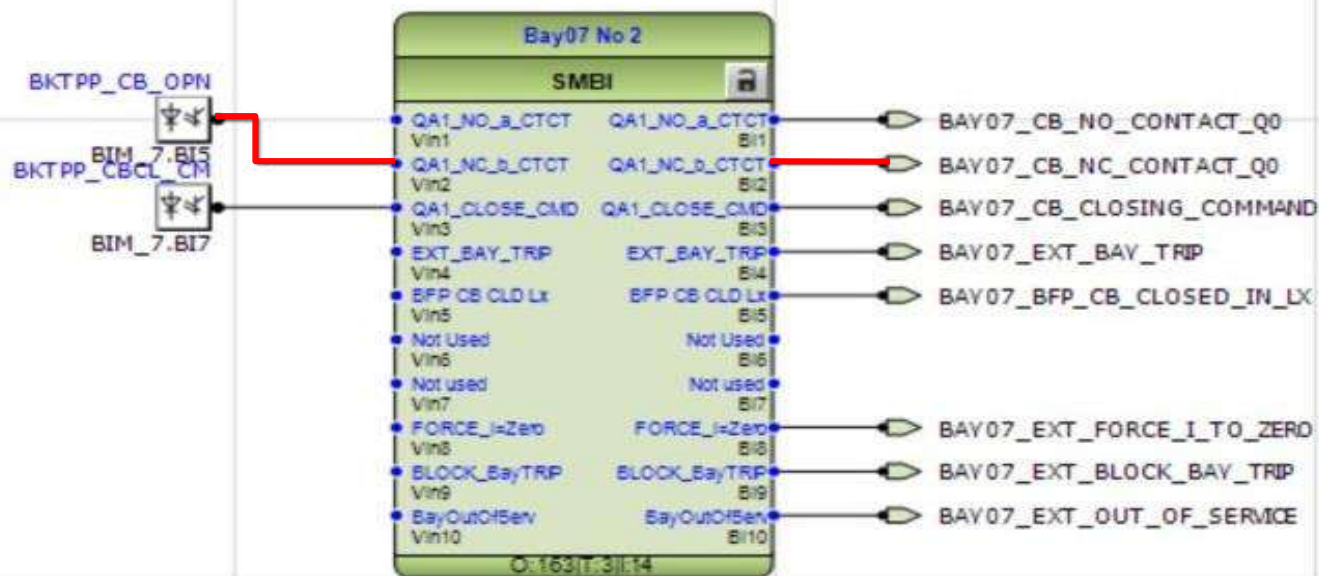 Bay07 No 2
SMBI
BKTPP_CB_OPN
BIM_7.BI5
BKTPP_CBCL_CM
BIM_7.BI7
QA1_NO_a_CTCT QA1_NO_a_CTCT BAY07_CB_NO_CONTACT_Q0
VIn1 BI1
QA1_NC_b_CTCT QA1_NC_b_CTCT BAY07_CB_NC_CONTACT_Q0
VIn2 BI2
QA1_CLOSE_CMD QA1_CLOSE_CMD BAY07_CB_CLOSING_COMMAND
VIn3 BI3
EXT_BAY_TRIP EXT_BAY_TRIP BAY07_EXT_BAY_TRIP
VIn4 BI4
BFP CB CLD Lx BFP CB CLD Lx BAY07_BFP_CB_CLOSED_IN_LX
VIn5 BI5
Not Used Not Used
VIn6 BI6
Not used Not used
VIn7 BI7
FORCE_I=Zero FORCE_I=Zero BAY07_EXT_FORCE_I_TO_ZERO
VIn8 BI8
BLOCK_BayTRIP BLOCK_BayTRIP BAY07_EXT_BLOCK_BAY_TRIP
VIn9 BI9
BayOutOfServ BayOutOfServ BAY07_EXT_OUT_OF_SERVICE
VIn10 BI10
O:163|T:3|I:14